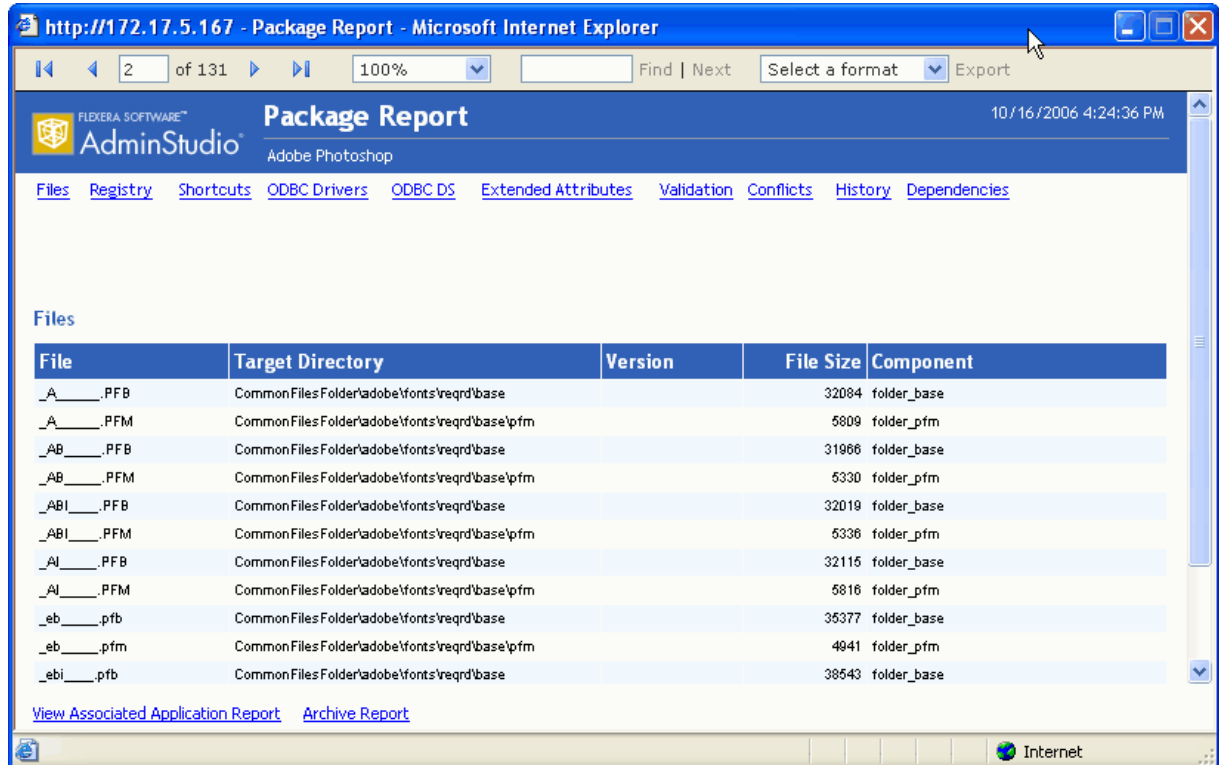 http://172.17.5.167 - Package Report - Microsoft Internet Explorer
2 of 131 100% Find | Next Select a format Export
FLEXERA SOFTWARE™
AdminStudio®
Package Report
10/16/2006 4:24:36 PM
Adobe Photoshop
Files Registry Shortcuts ODBC Drivers ODBC DS Extended Attributes Validation Conflicts History Dependencies
Files
File Target Directory Version File Size Component
_A______.PFB CommonFilesFolder\adobe\fonts\reqrd\base 32084 folder_base
_A______.PFM CommonFilesFolder\adobe\fonts\reqrd\base\pfm 5809 folder_pfm
_AB_____.PFB CommonFilesFolder\adobe\fonts\reqrd\base 31966 folder_base
_AB_____.PFM CommonFilesFolder\adobe\fonts\reqrd\base\pfm 5330 folder_pfm
_ABI____.PFB CommonFilesFolder\adobe\fonts\reqrd\base 32019 folder_base
_ABI____.PFM CommonFilesFolder\adobe\fonts\reqrd\base\pfm 5336 folder_pfm
_AI_____.PFB CommonFilesFolder\adobe\fonts\reqrd\base 32115 folder_base
_AI_____.PFM CommonFilesFolder\adobe\fonts\reqrd\base\pfm 5816 folder_pfm
_eb_____.pfb CommonFilesFolder\adobe\fonts\reqrd\base 35377 folder_base
_eb_____.pfm CommonFilesFolder\adobe\fonts\reqrd\base\pfm 4941 folder_pfm
_ebi____.pfb CommonFilesFolder\adobe\fonts\reqrd\base 38543 folder_base
View Associated Application Report Archive Report
Internet